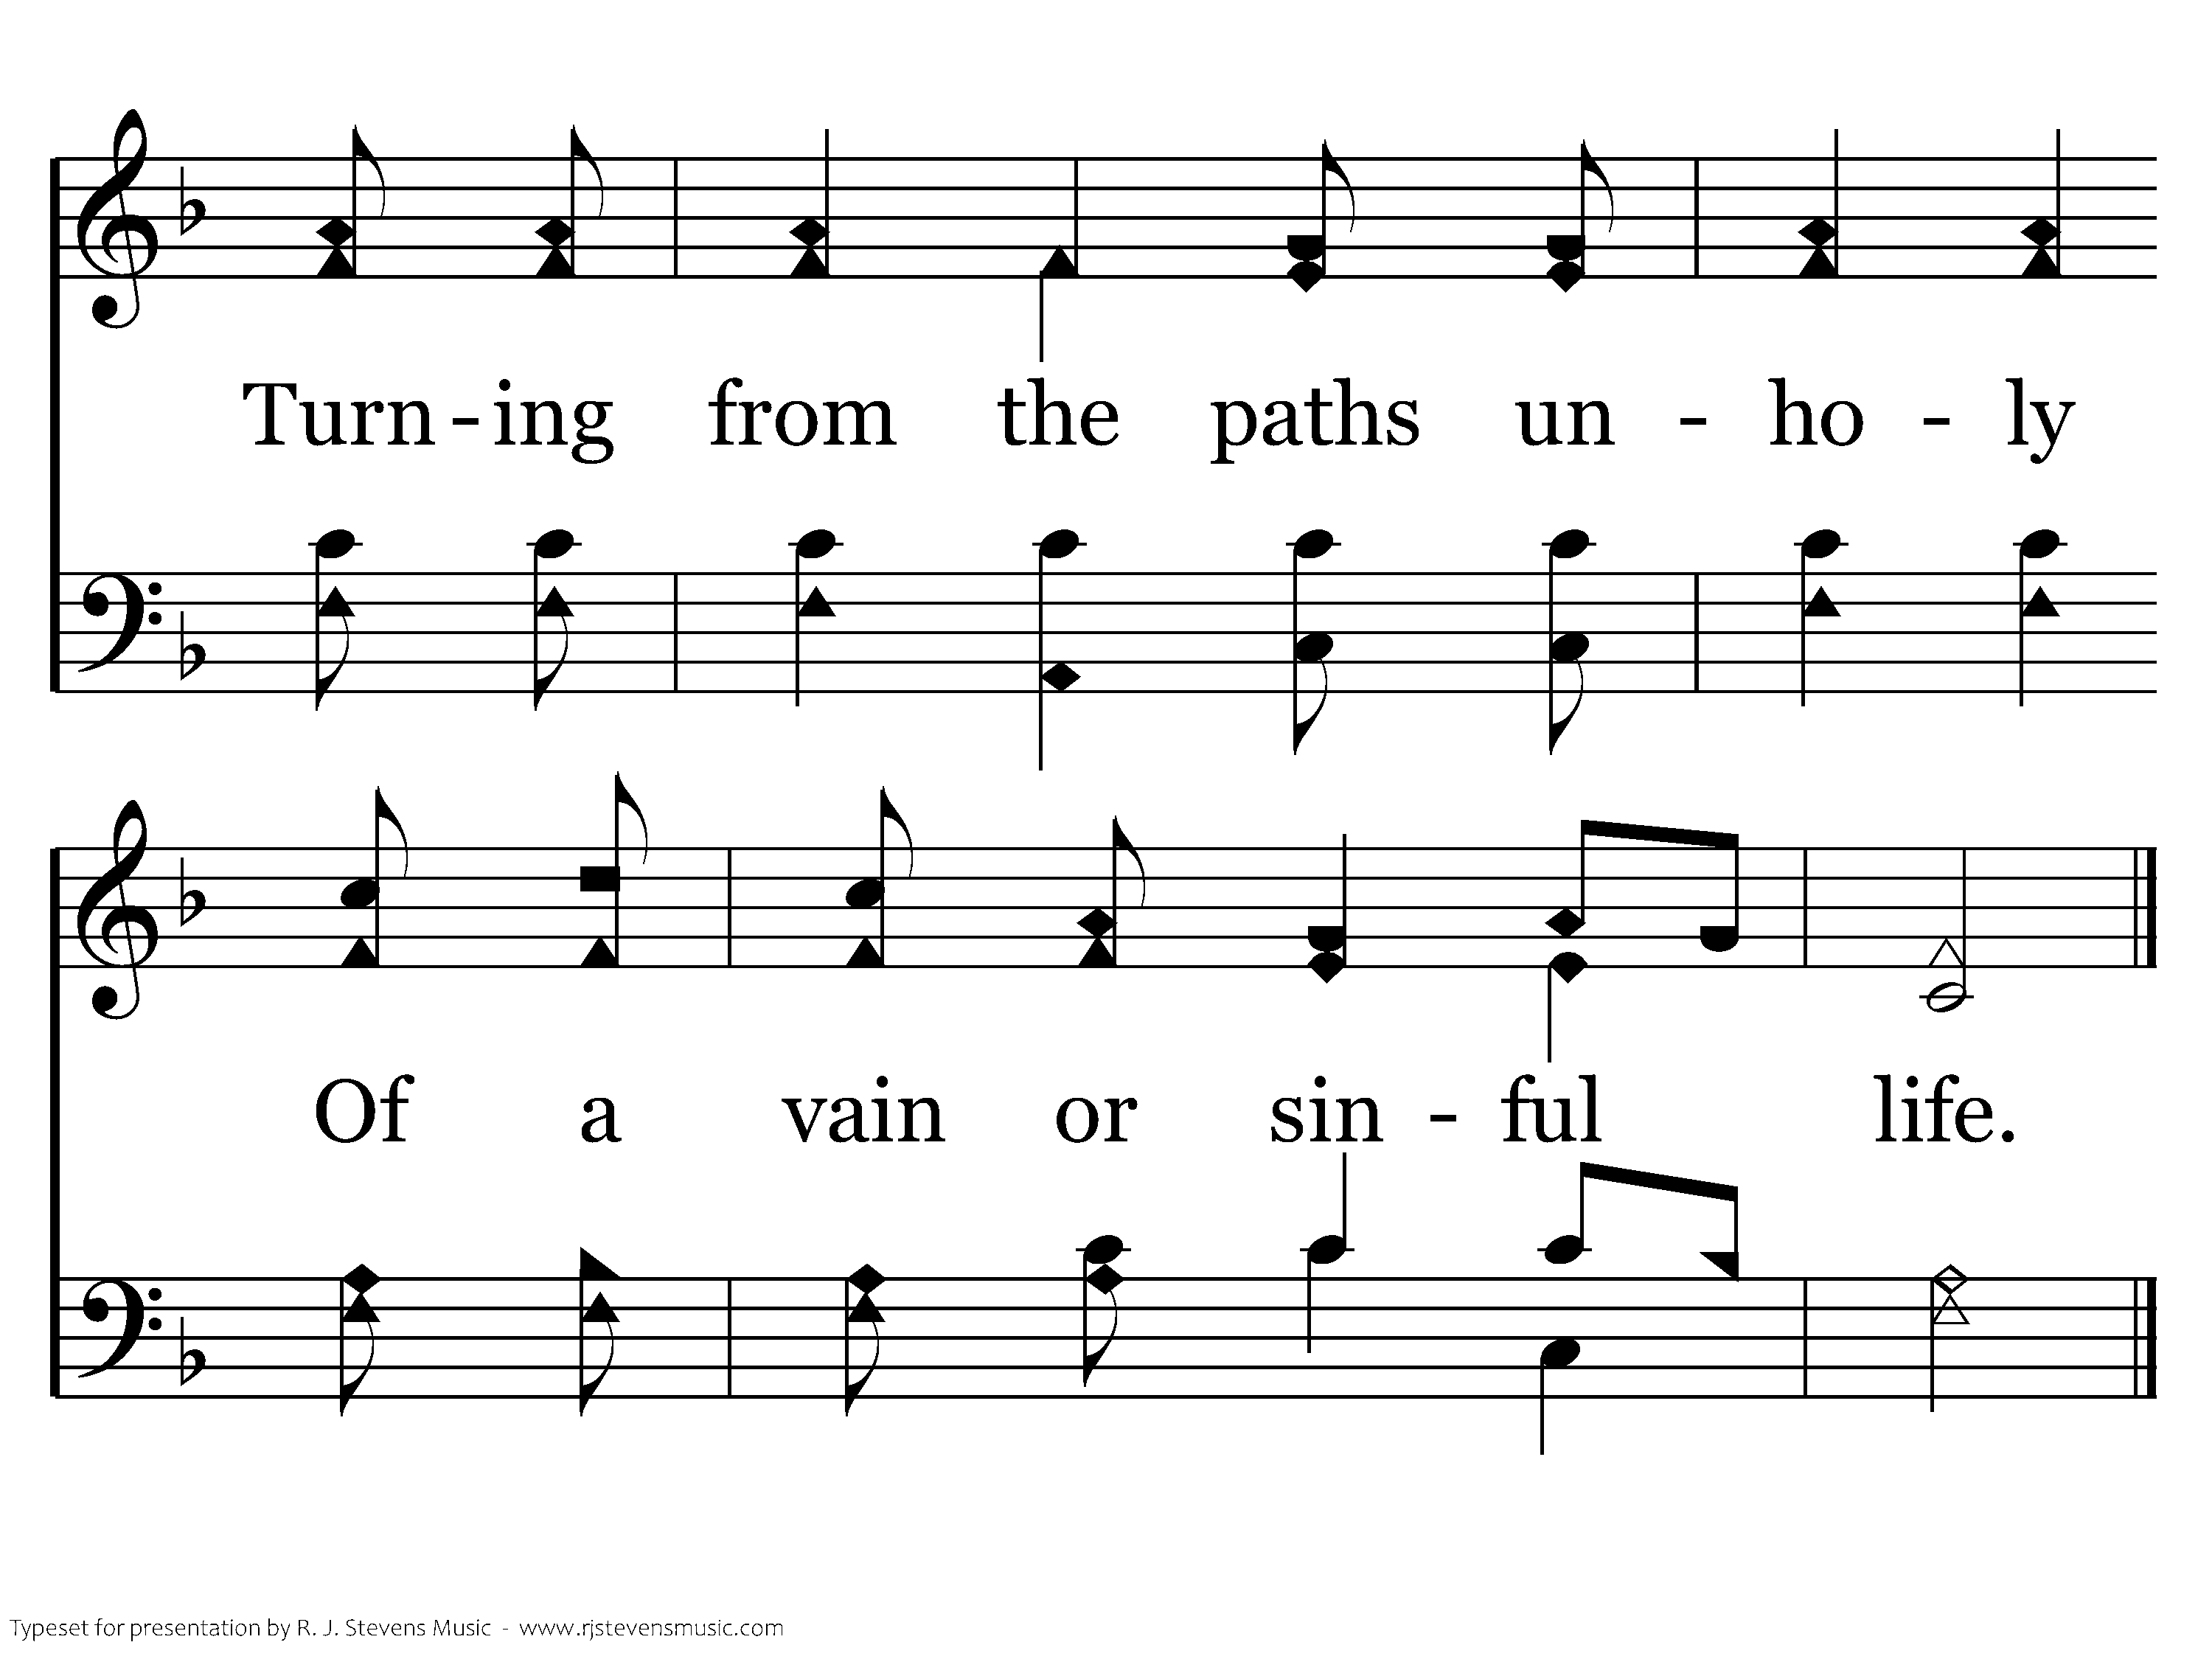 Turn - ing from the paths un - ho - ly
Of a vain or sin - ful life.
Typeset for presentation by R. J. Stevens Music - www.rjstevensmusic.com